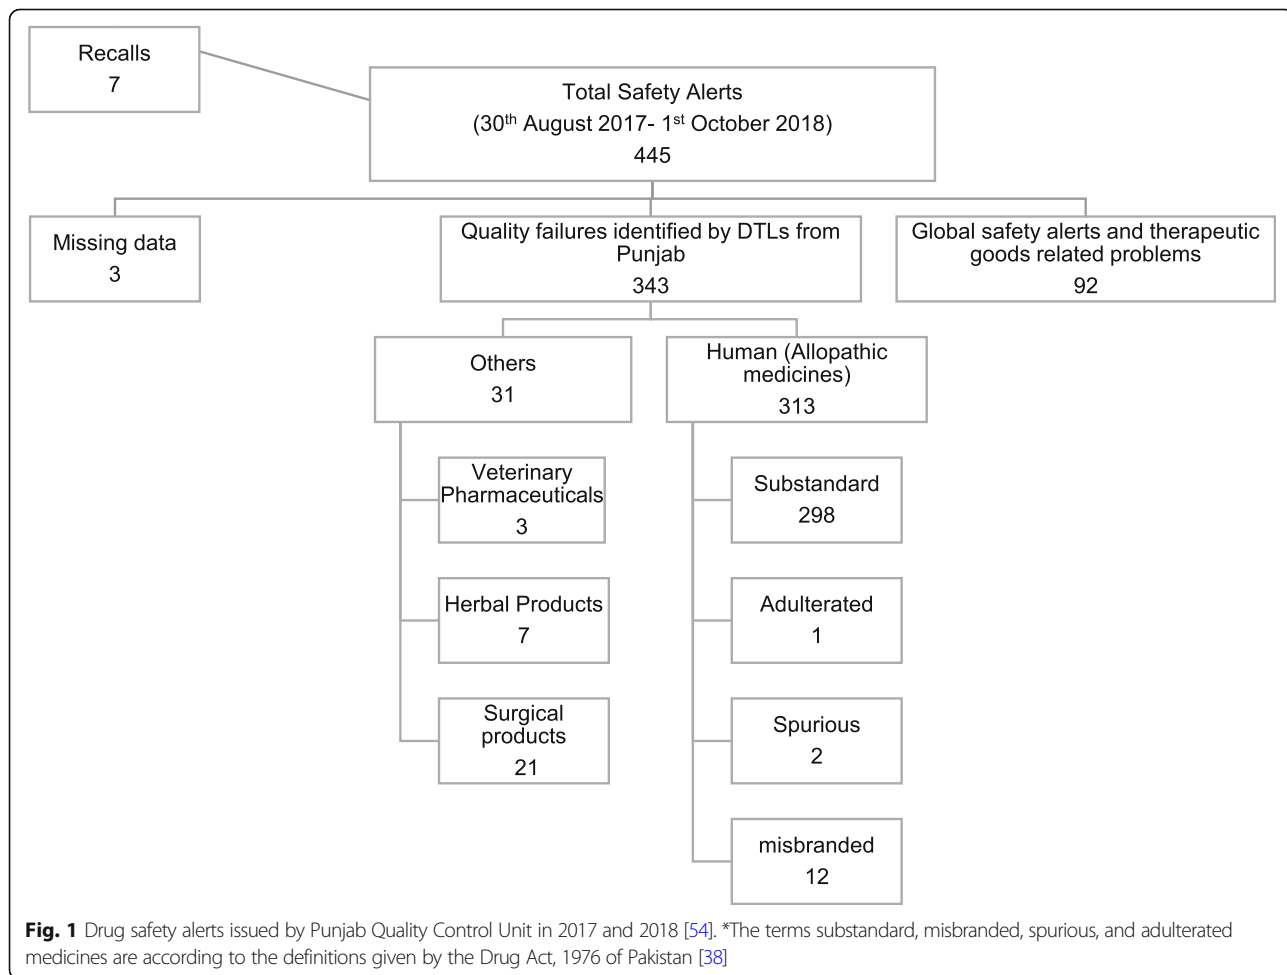 Recalls
7
Total Safety Alerts
(30th August 2017- 1st October 2018)
445
Missing data
3
Quality failures identified by DTLs from
Punjab
343
Global safety alerts and therapeutic
goods related problems
92
Others
31
Human (Allopathic
medicines)
313
Veterinary
Pharmaceuticals
3
Substandard
298
Herbal Products
7
Adulterated
1
Surgical
products
21
Spurious
2
misbranded
12
Fig. 1 Drug safety alerts issued by Punjab Quality Control Unit in 2017 and 2018 [54]. *The terms substandard, misbranded, spurious, and adulterated
medicines are according to the definitions given by the Drug Act, 1976 of Pakistan [38]